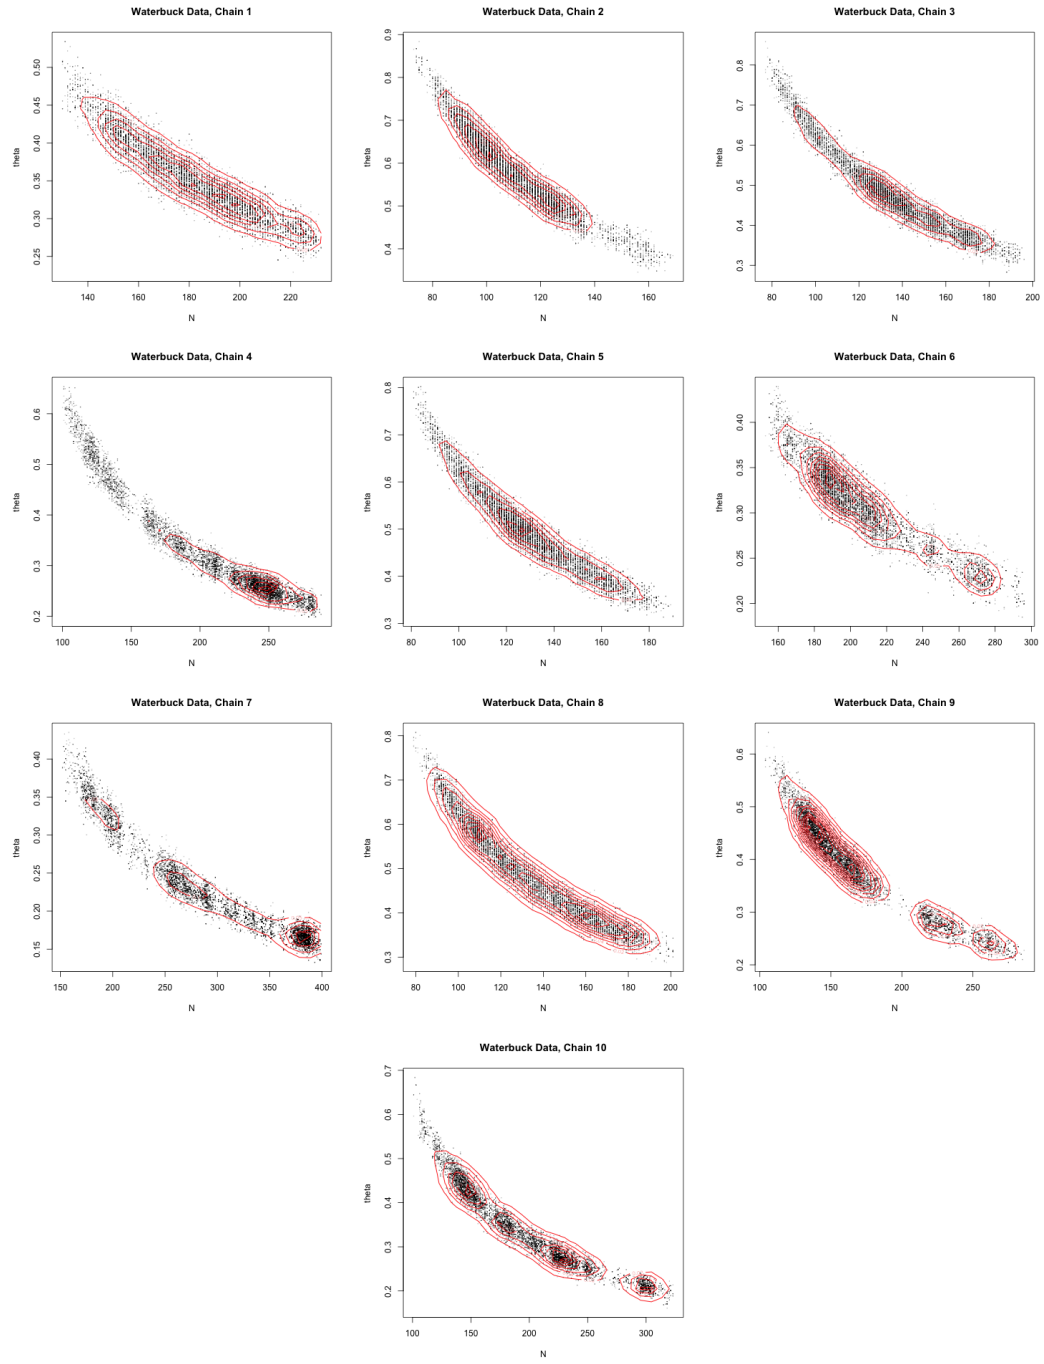 Waterbuck Data, Chain 1
theta
0.25 0.30 0.35 0.40 0.45 0.50
140 160 180 200 220
N
Waterbuck Data, Chain 2
theta
0.4 0.5 0.6 0.7 0.8 0.9
80 100 120 140 160
N
Waterbuck Data, Chain 3
theta
0.3 0.4 0.5 0.6 0.7 0.8
80 100 120 140 160 180 200
N
Waterbuck Data, Chain 4
theta
0.2 0.3 0.4 0.5 0.6
100 150 200 250
N
Waterbuck Data, Chain 5
theta
0.3 0.4 0.5 0.6 0.7 0.8
80 100 120 140 160 180
N
Waterbuck Data, Chain 6
theta
0.20 0.25 0.30 0.35 0.40
160 180 200 220 240 260 280 300
N
Waterbuck Data, Chain 7
theta
0.15 0.20 0.25 0.30 0.35 0.40
150 200 250 300 350 400
N
Waterbuck Data, Chain 8
theta
0.3 0.4 0.5 0.6 0.7 0.8
80 100 120 140 160 180 200
N
Waterbuck Data, Chain 9
theta
0.2 0.3 0.4 0.5 0.6
100 150 200 250
N
Waterbuck Data, Chain 10
theta
0.2 0.3 0.4 0.5 0.6 0.7
100 150 200 250 300
N